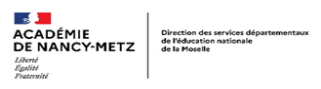 ACADÉMIE
DE NANCY-METZ
Liberté
Égalité
Fraternité
Direction des services départementaux
de l'éducation nationale
de la Moselle